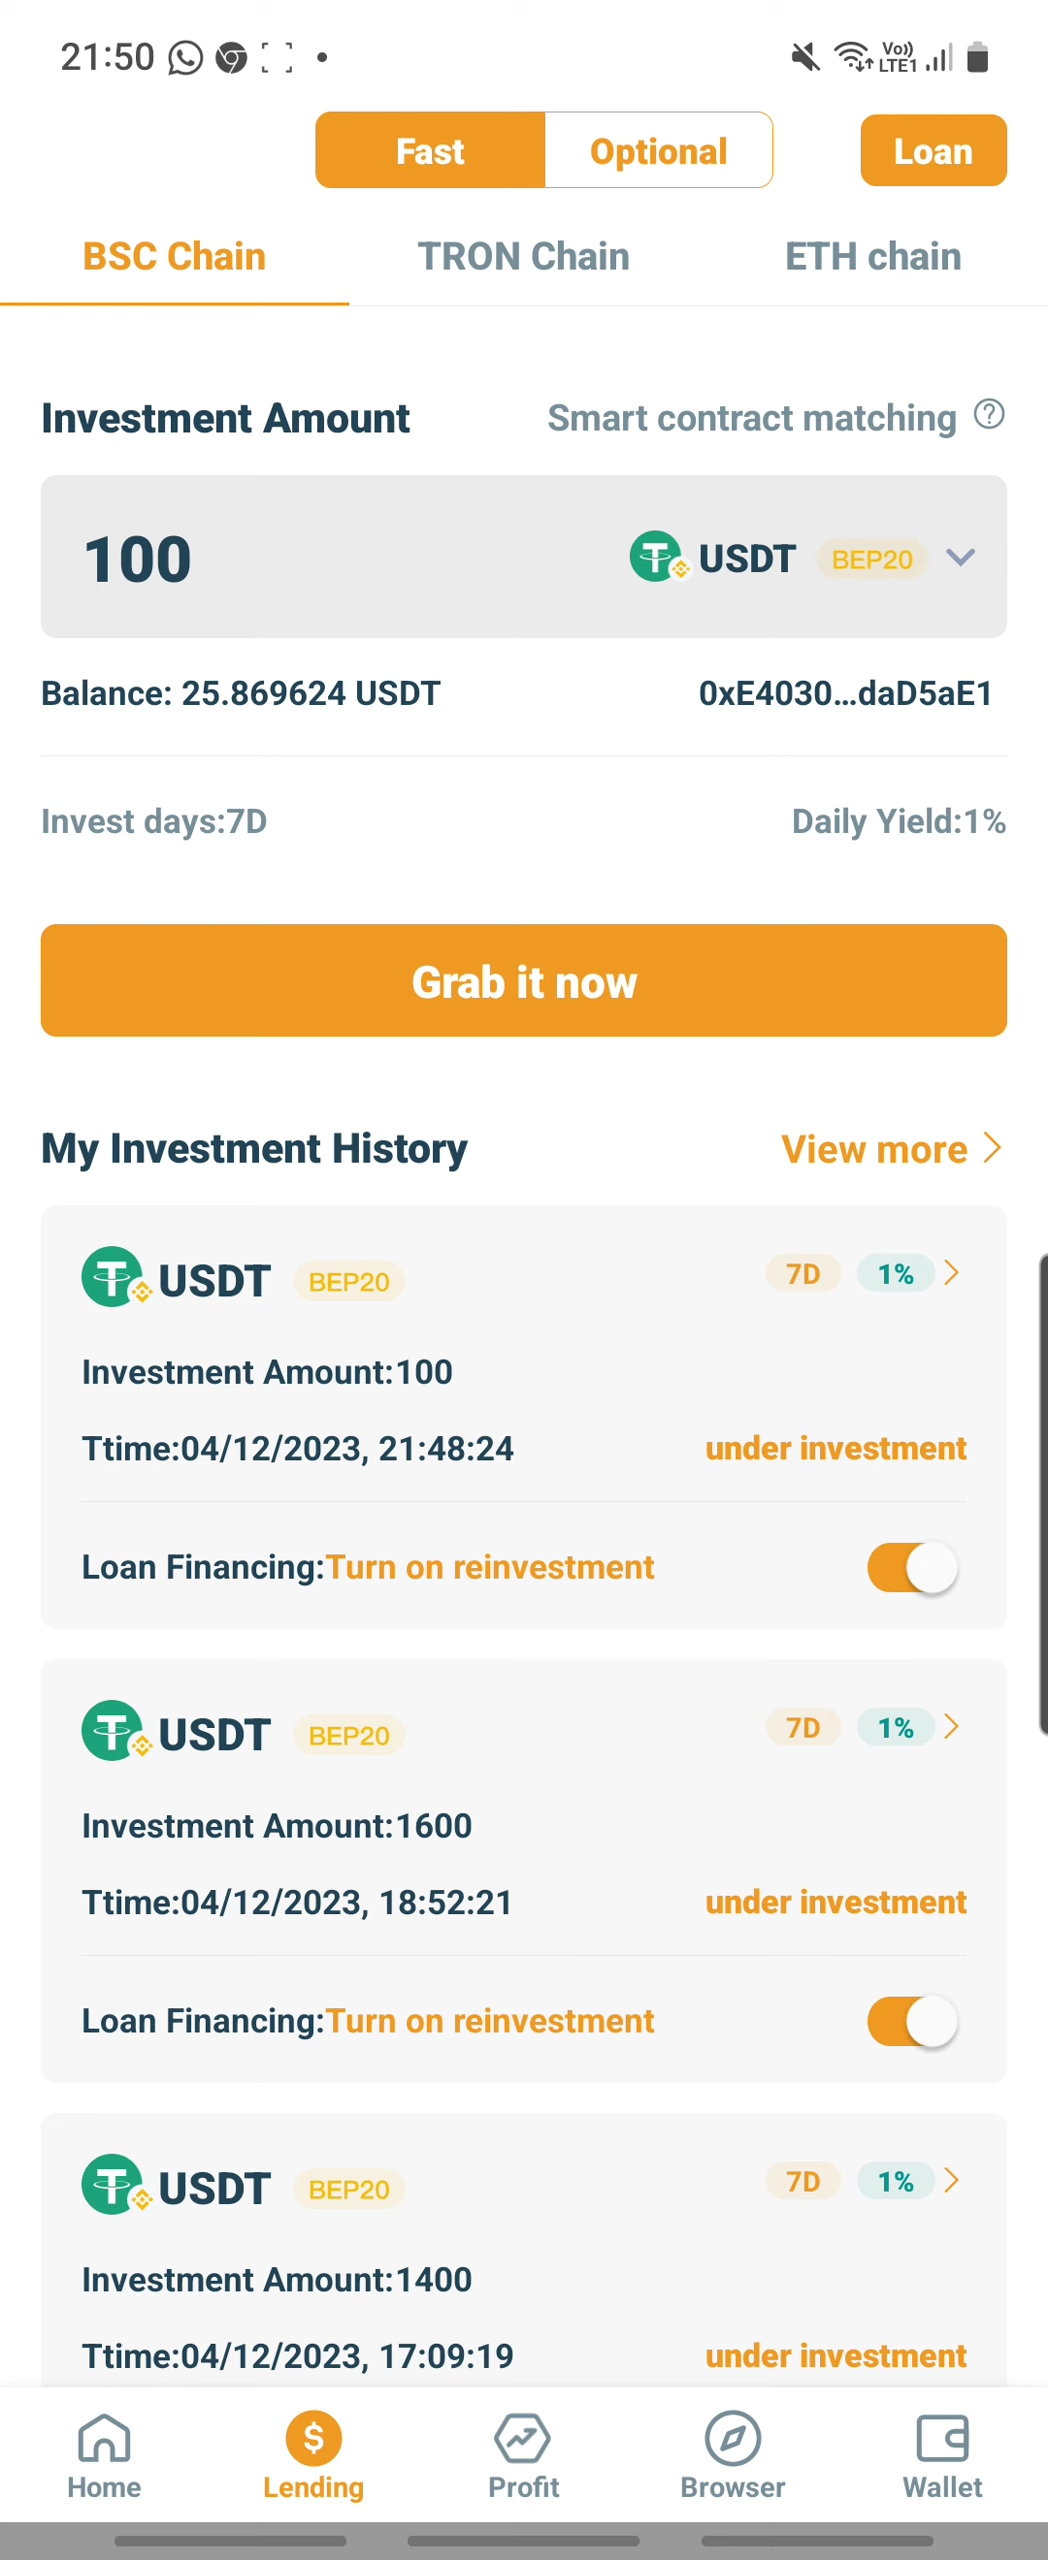 21:50
Vo)) LTE1
Fast Optional Loan
BSC Chain TRON Chain ETH chain
Investment Amount Smart contract matching ?
100 USDT BEP20
Balance: 25.869624 USDT 0xE4030...daD5aE1
Invest days:7D Daily Yield:1%
Grab it now
My Investment History View more
USDT BEP20 7D 1%
Investment Amount:100
Ttime:04/12/2023, 21:48:24 under investment
Loan Financing:Turn on reinvestment
USDT BEP20 7D 1%
Investment Amount:1600
Ttime:04/12/2023, 18:52:21 under investment
Loan Financing:Turn on reinvestment
USDT BEP20 7D 1%
Investment Amount:1400
Ttime:04/12/2023, 17:09:19 under investment
Home Lending Profit Browser Wallet